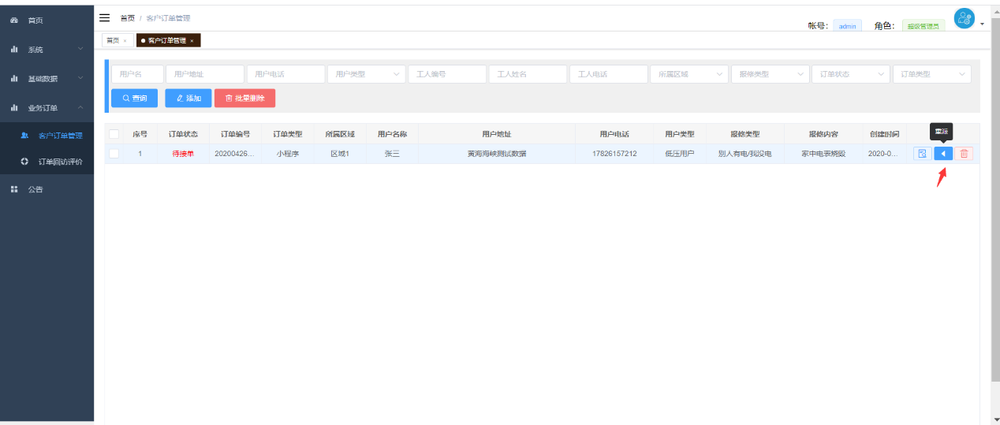 首页
系统
基础数据
业务订单
客户订单管理
订单回访评价
公告
首页 / 客户订单管理
帐号： admin 角色： 超级管理员
首页 × 客户订单管理 ×
用户名 用户地址 用户电话 用户类型 工人编号 工人姓名 工人电话 所属区域 报修类型 订单状态 订单类型
查询 添加 批量删除
重派
序号 订单状态 订单编号 订单类型 所属区域 用户名称 用户地址 用户电话 用户类型 报修类型 报修内容 创建时间
1 待接单 20200426... 小程序 区域1 张三 黄海海峡测试数据 17826157212 低压用户 别人有电/我没电 家中电表烧毁 2020-0...